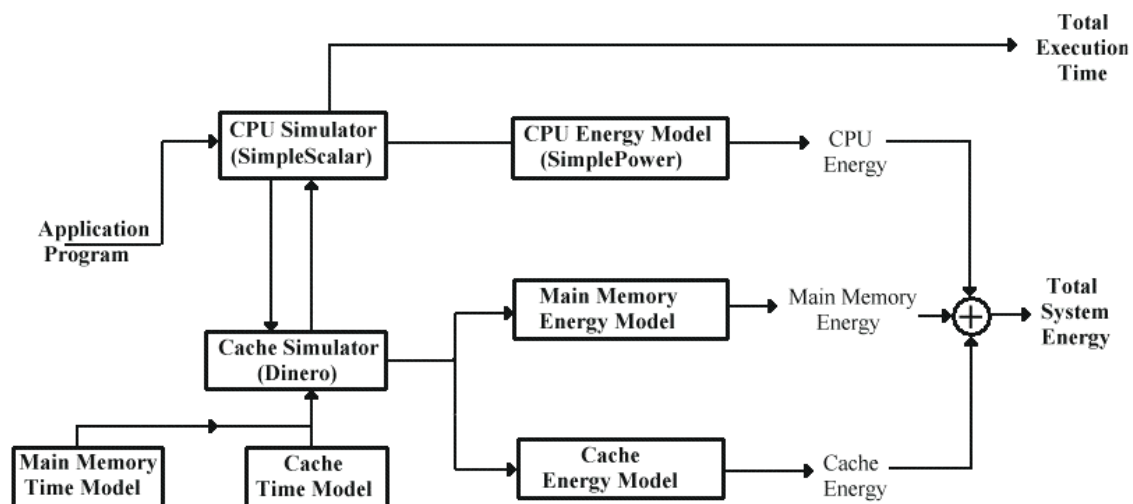 Total
Execution
Time
CPU Simulator
(SimpleScalar)
CPU Energy Model
(SimplePower)
CPU
Energy
Application
Program
Main Memory
Energy Model
Main Memory
Energy
+
Total
System
Energy
Cache Simulator
(Dinero)
Main Memory
Time Model
Cache
Time Model
Cache
Energy Model
Cache
Energy